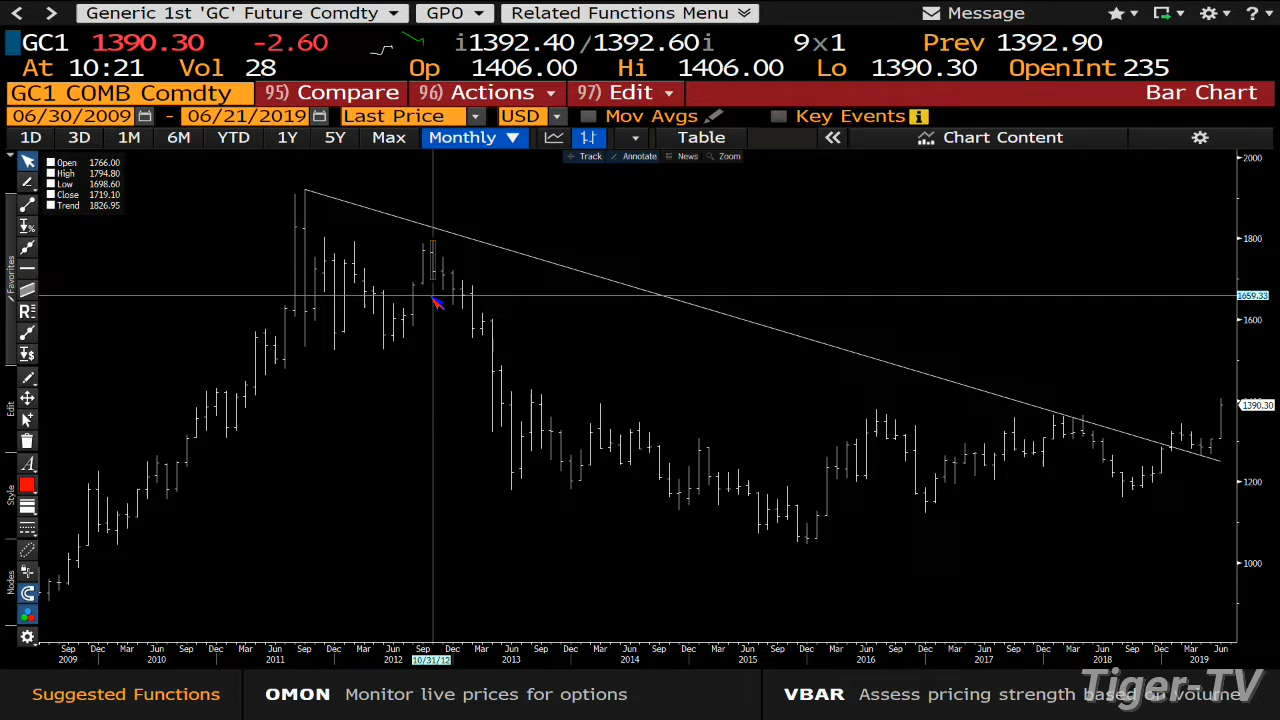 Generic 1st 'GC' Future Comdty GPO Related Functions Menu Message ?
GC1 1390.30 -2.60 i1392.40/1392.60i 9x1 Prev 1392.90
At 10:21 Vol 28 Op 1406.00 Hi 1406.00 Lo 1390.30 OpenInt 235
GC1 COMB Comdty 95) Compare 96) Actions 97) Edit Bar Chart
06/30/2009 - 06/21/2019 Last Price USD Mov Avgs Key Events i
1D 3D 1M 6M YTD 1Y 5Y Max Monthly Table Chart Content
Track Annotate News Zoom
Open 1766.00
High 1794.80
Low 1698.60
Close 1719.10
Trend 1826.95
Favorites
Edit
Style
Modes
2000
1800
1659.33
1600
1390.30
1200
1000
Sep Dec Mar Jun Sep Dec Mar Jun Sep Dec Mar Jun Sep Dec Mar Jun Sep Dec Mar Jun Sep Dec Mar Jun Sep Dec Mar Jun Sep Dec Mar Jun Sep Dec Mar Jun Sep Dec Mar Jun
2009 2010 2011 2012 10/31/12 2013 2014 2015 2016 2017 2018 2019
Suggested Functions OMON Monitor live prices for options VBAR Assess pricing strength based on volume
Tiger-TV